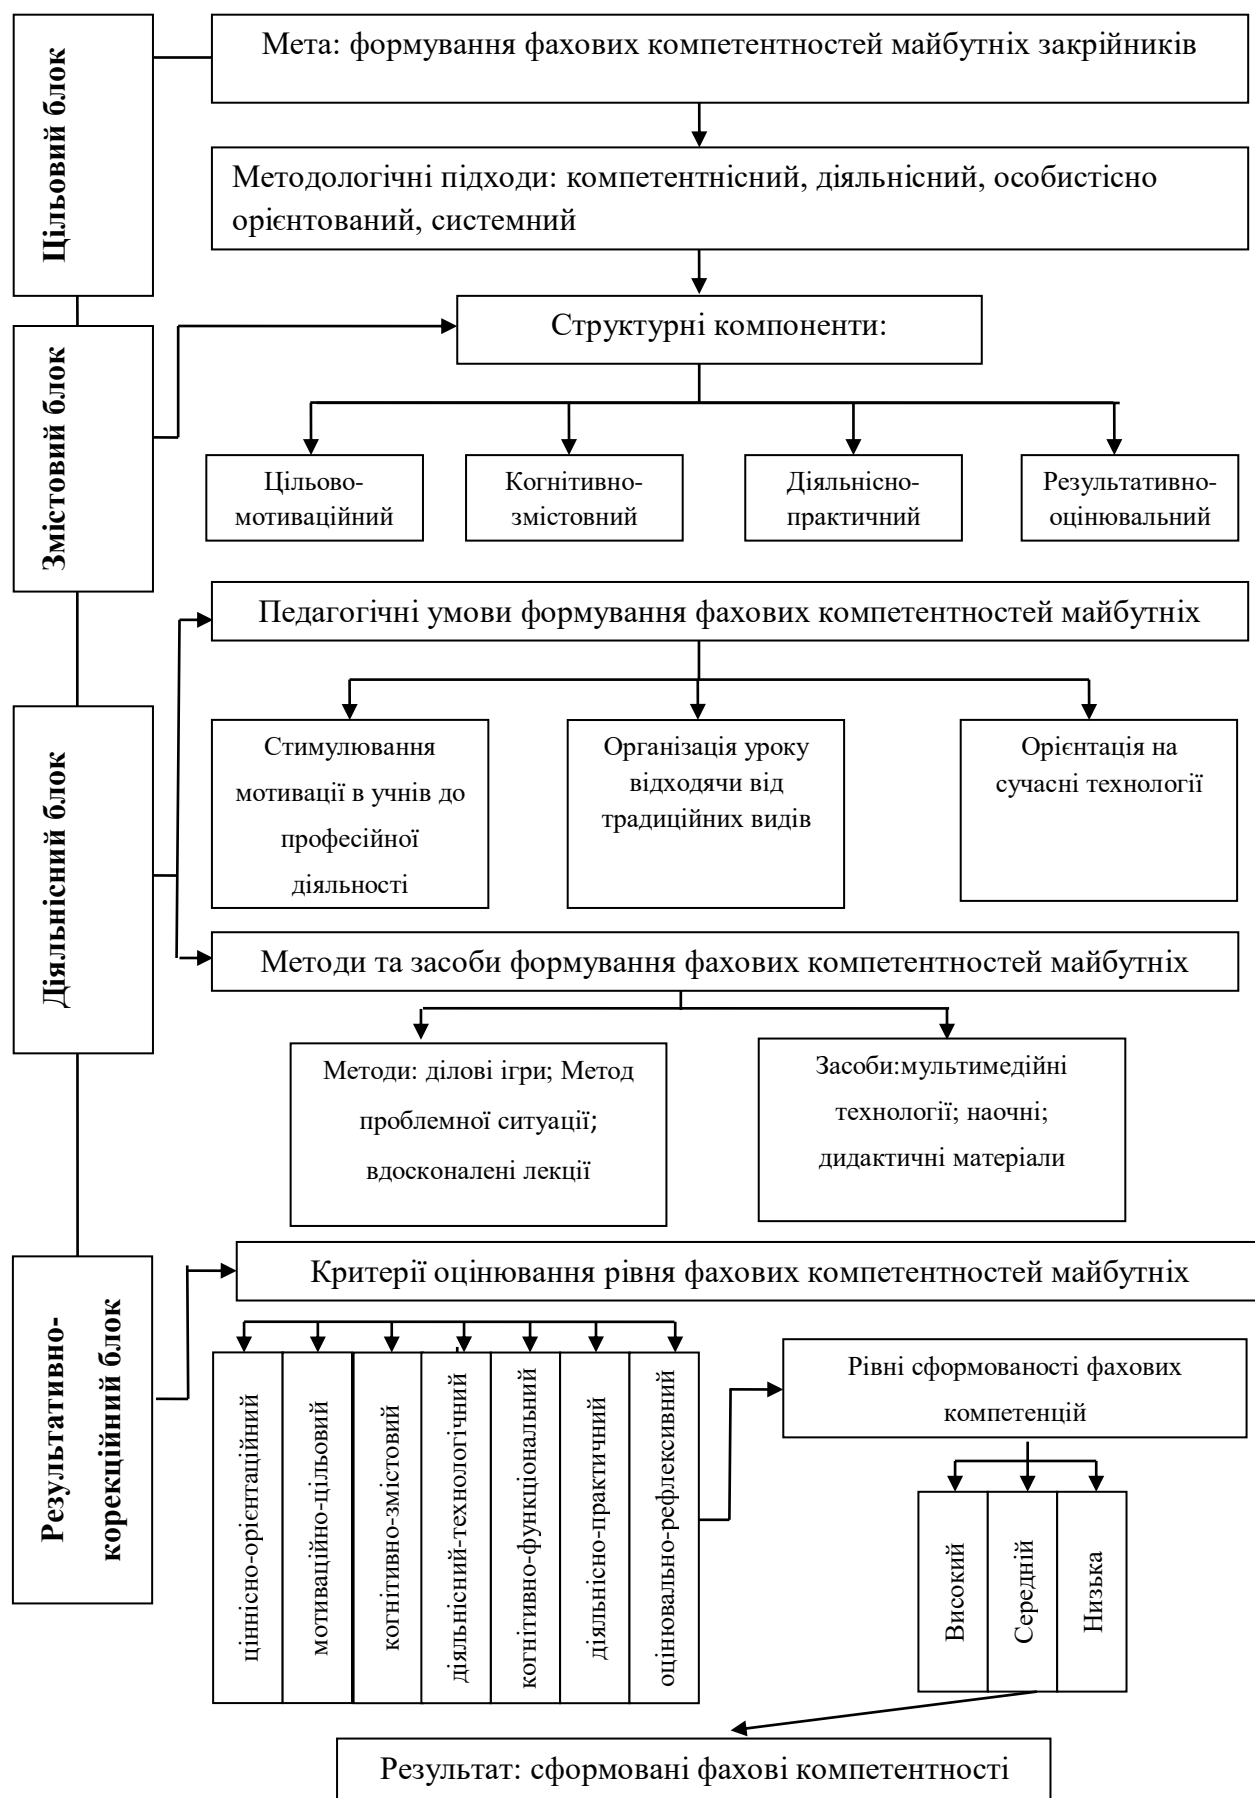 Цільовий блок
Мета: формування фахових компетентностей майбутніх закрійників
Методологічні підходи: компетентнісний, діяльнісний, особистісно
орієнтований, системний
Змістовий блок
Структурні компоненти:
Цільово-
мотиваційний
Когнітивно-
змістовний
Діяльнісно-
практичний
Результативно-
оцінювальний
Діяльнісний блок
Педагогічні умови формування фахових компетентностей майбутніх
Стимулювання
мотивації в учнів до
професійної
діяльності
Організація уроку
відходячи від
традиційних видів
Орієнтація на
сучасні технології
Методи та засоби формування фахових компетентностей майбутніх
Методи: ділові ігри; Метод
проблемної ситуації;
вдосконалені лекції
Засоби:мультимедійні
технології; наочні;
дидактичні матеріали
Результативно-
корекційний блок
Критерії оцінювання рівня фахових компетентностей майбутніх
ціннісно-орієнтаційний
мотиваційно-цільовий
когнітивно-змістовий
діяльнісний-технологічний
когнітивно-функціональний
діяльнісно-практичний
оцінювально-рефлексивний
Рівні сформованості фахових
компетенцій
Високий
Середній
Низька
Результат: сформовані фахові компетентності